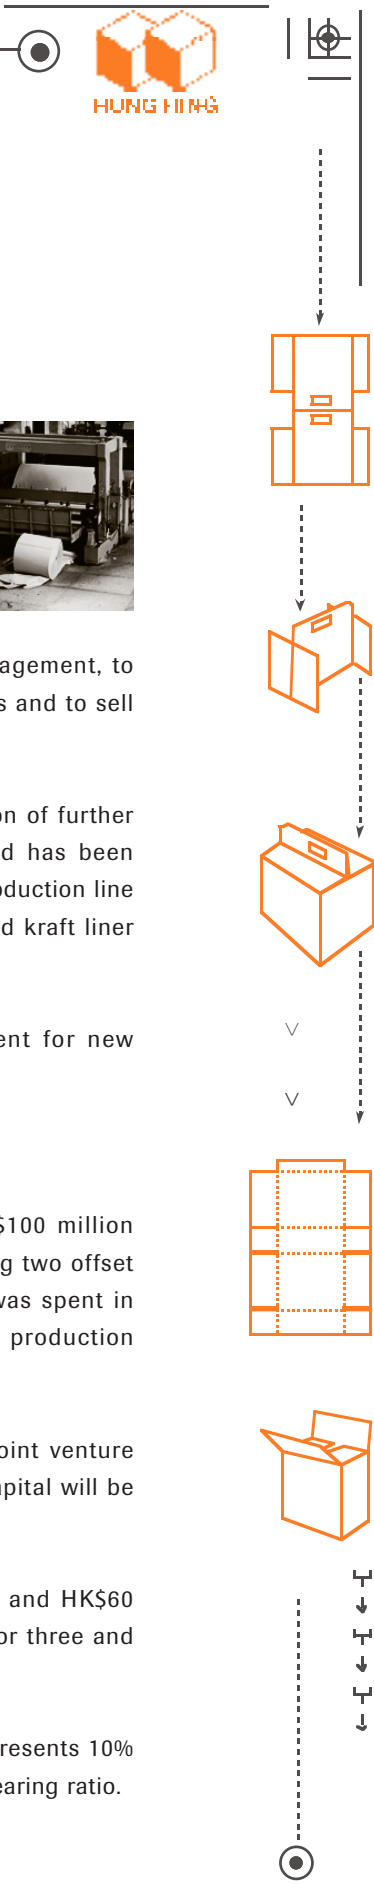 HUNG HING
agement, to
s and to sell
on of further
d has been
oduction line
d kraft liner
ent for new
$100 million
g two offset
was spent in
production
oint venture
apital will be
and HK$60
or three and
resents 10%
earing ratio.